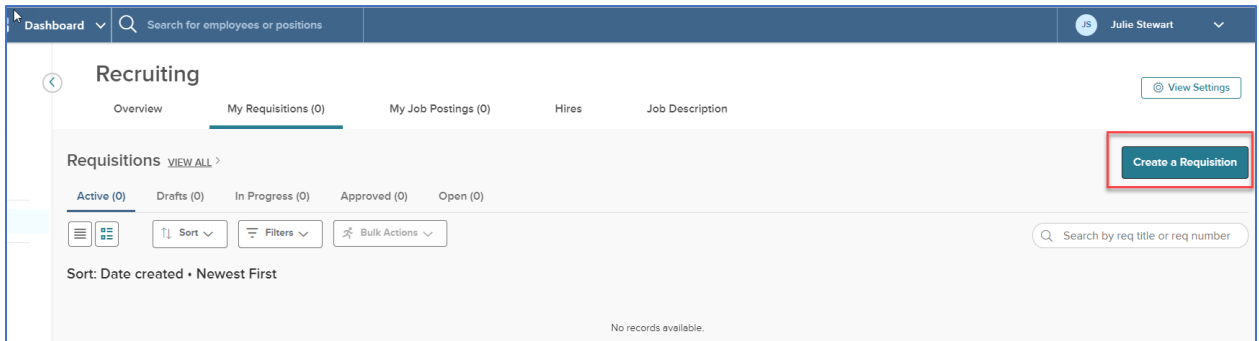 Dashboard Search for employees or positions JS Julie Stewart
Recruiting
View Settings
Overview My Requisitions (0) My Job Postings (0) Hires Job Description
Requisitions VIEW ALL >
Create a Requisition
Active (0) Drafts (0) In Progress (0) Approved (0) Open (0)
Sort Filters Bulk Actions Search by req title or req number
Sort: Date created • Newest First
No records available.